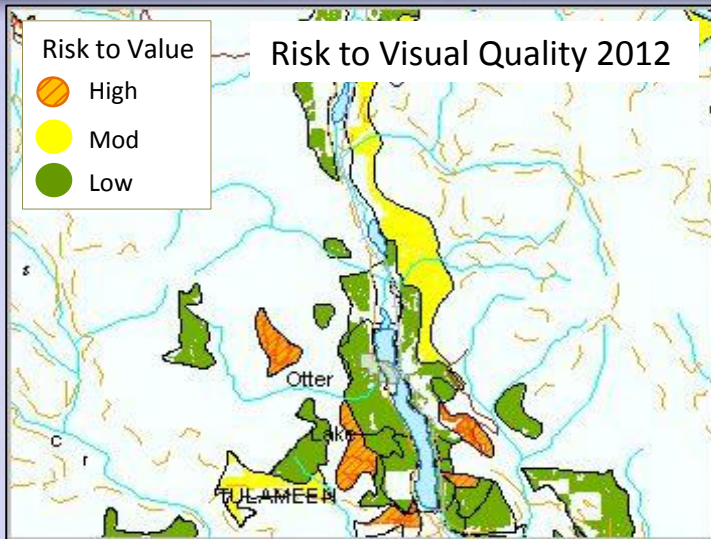 Risk to Value
High
Mod
Low
Risk to Visual Quality 2012
s
Otter
Lake
c
r
TULAMEEN